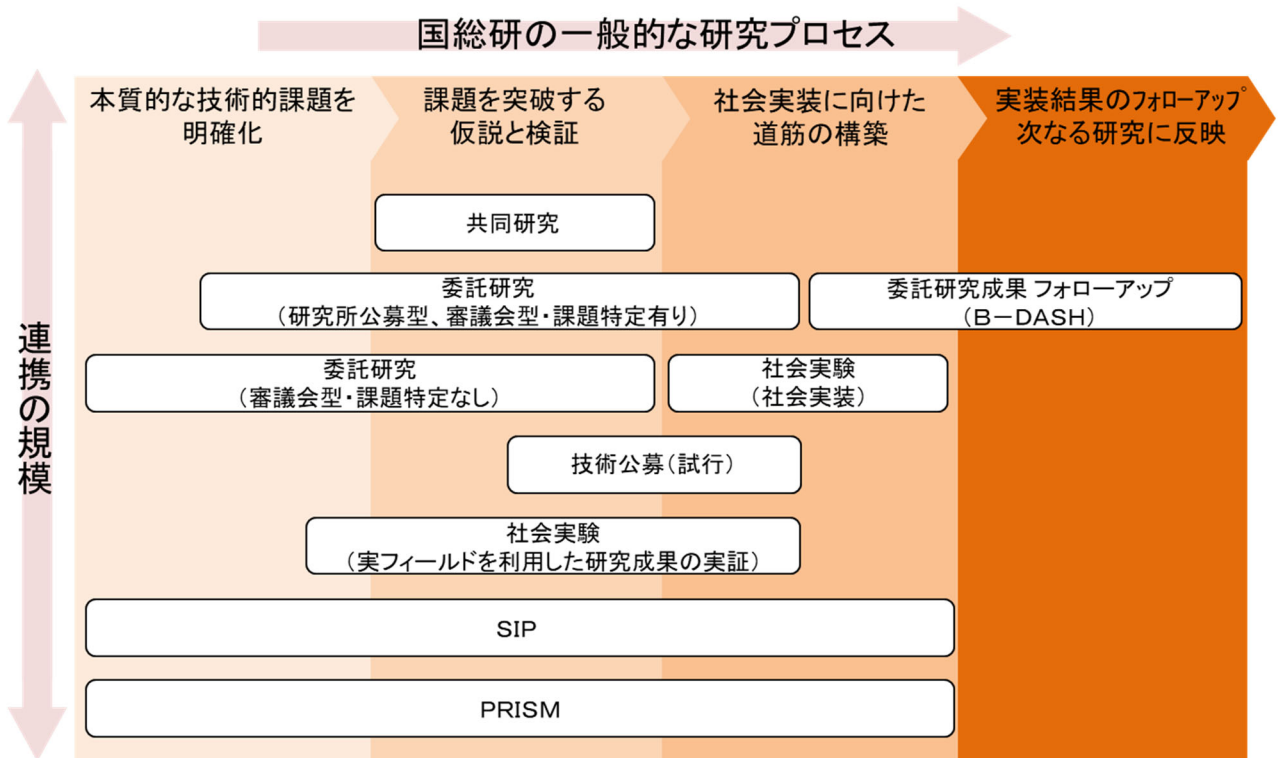 国総研の一般的な研究プロセス
本質的な技術的課題を
明確化
課題を突破する
仮説と検証
社会実装に向けた
道筋の構築
実装結果のﾌｫﾛｰｱｯﾌﾟ
次なる研究に反映
連携の規模
共同研究
委託研究
（研究所公募型、審議会型・課題特定有り）
委託研究成果 フォローアップ
（Ｂ－ＤＡＳＨ）
委託研究
（審議会型・課題特定なし）
社会実験
（社会実装）
技術公募（試行）
社会実験
（実フィールドを利用した研究成果の実証）
SIP
PRISM